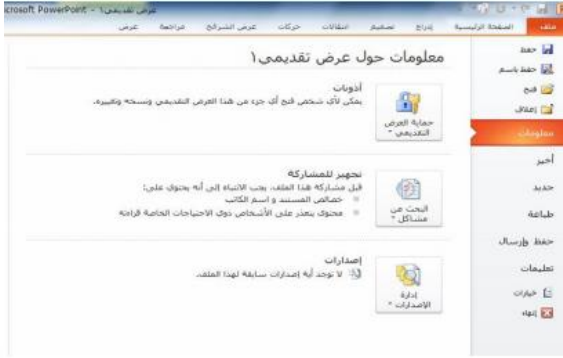 عرض تقديمي١ - Microsoft PowerPoint
ملف الصفحة الرئيسية إدراج تصميم انتقالات حركات عرض الشرائح مراجعة عرض
حفظ
حفظ باسم
فتح
إغلاق
معلومات
أخير
جديد
طباعة
حفظ وإرسال
تعليمات
خيارات
إنهاء
معلومات حول عرض تقديمي١
حماية العرض
التقديمي
أذونات
يمكن لأي شخص فتح أي جزء من هذا العرض التقديمي ونسخه وتغييره.
البحث عن
مشاكل
تجهيز للمشاركة
قبل مشاركة هذا الملف، يجب الانتباه إلى أنه يحتوي على:
خصائص المستند و اسم الكاتب
محتوى يتعذر على الأشخاص ذوي الاحتياجات الخاصة قراءته
إدارة
الإصدارات
إصدارات
لا توجد أية إصدارات سابقة لهذا الملف.